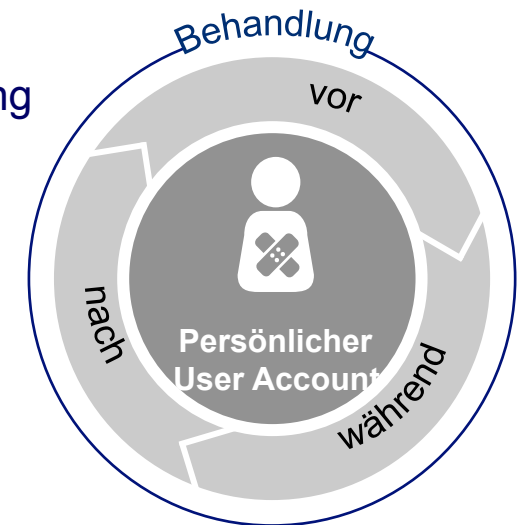 Behandlung
ng
vor
nach
Persönlicher
User Account
während